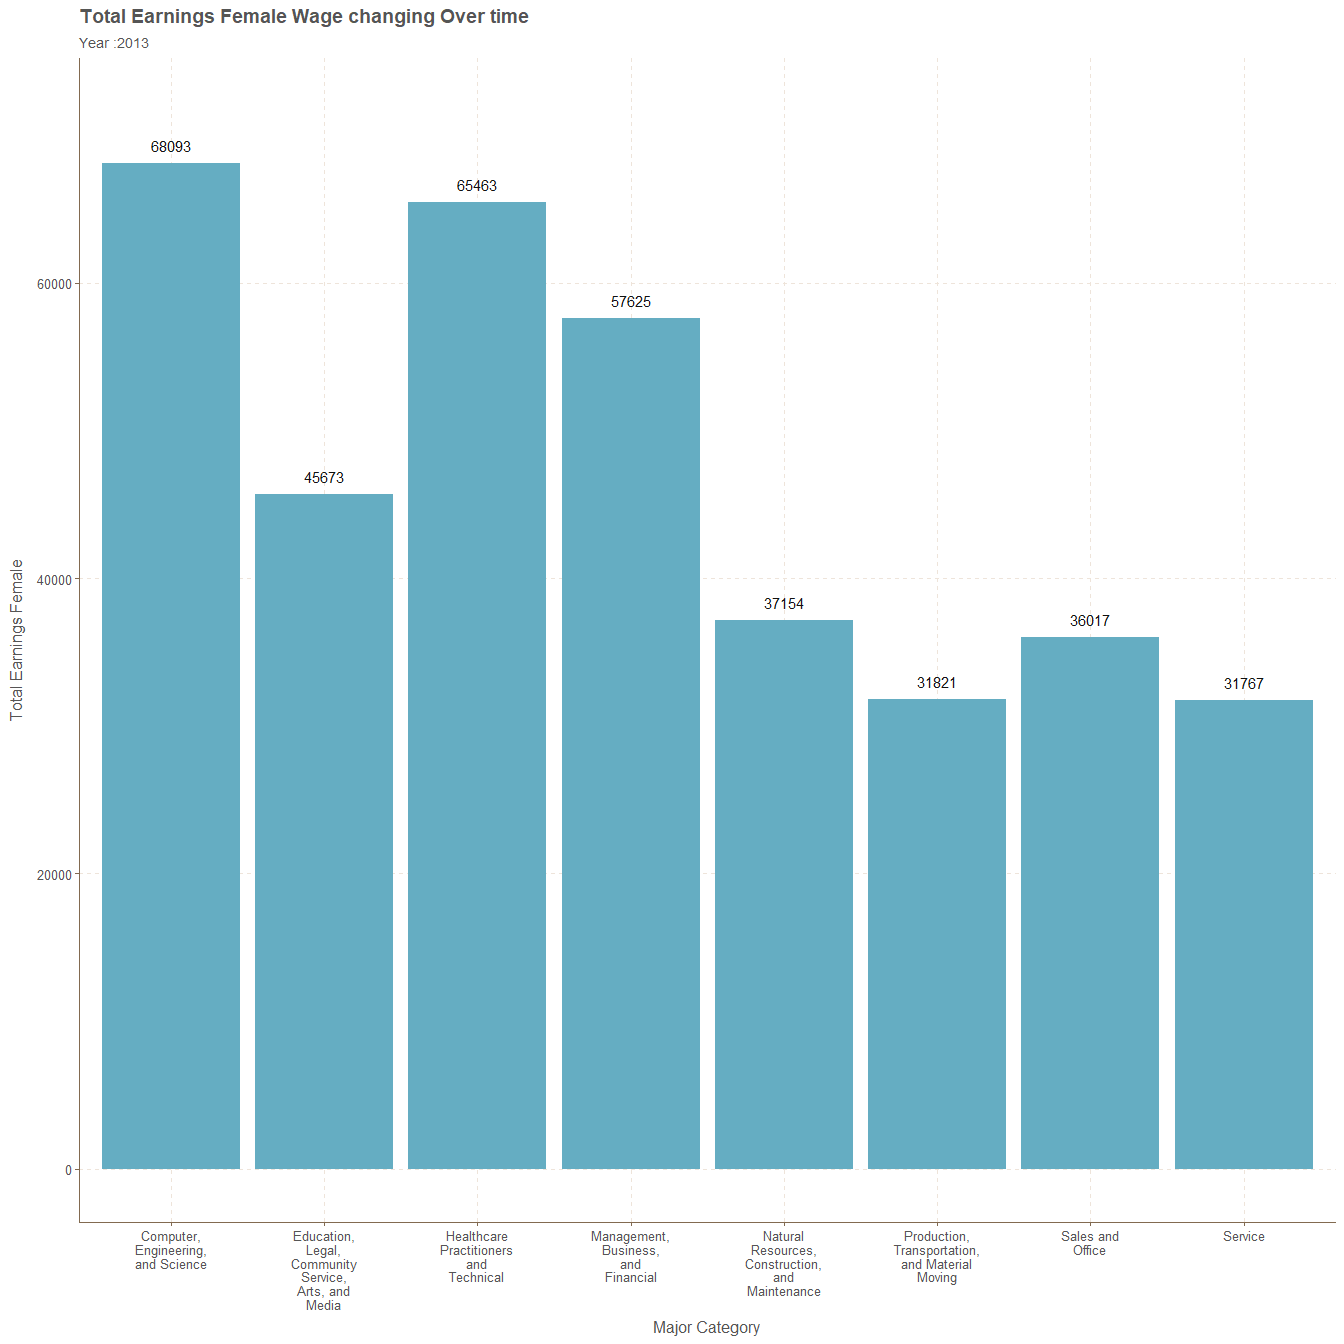 Total Earnings Female Wage changing Over time
Year :2013
68093
65463
57625
45673
37154
36017
31821
31767
60000
40000
20000
0
Total Earnings Female
Computer,
Engineering,
and Science
Education,
Legal,
Community
Service,
Arts, and
Media
Healthcare
Practitioners
and
Technical
Management,
Business,
and
Financial
Natural
Resources,
Construction,
and
Maintenance
Production,
Transportation,
and Material
Moving
Sales and
Office
Service
Major Category